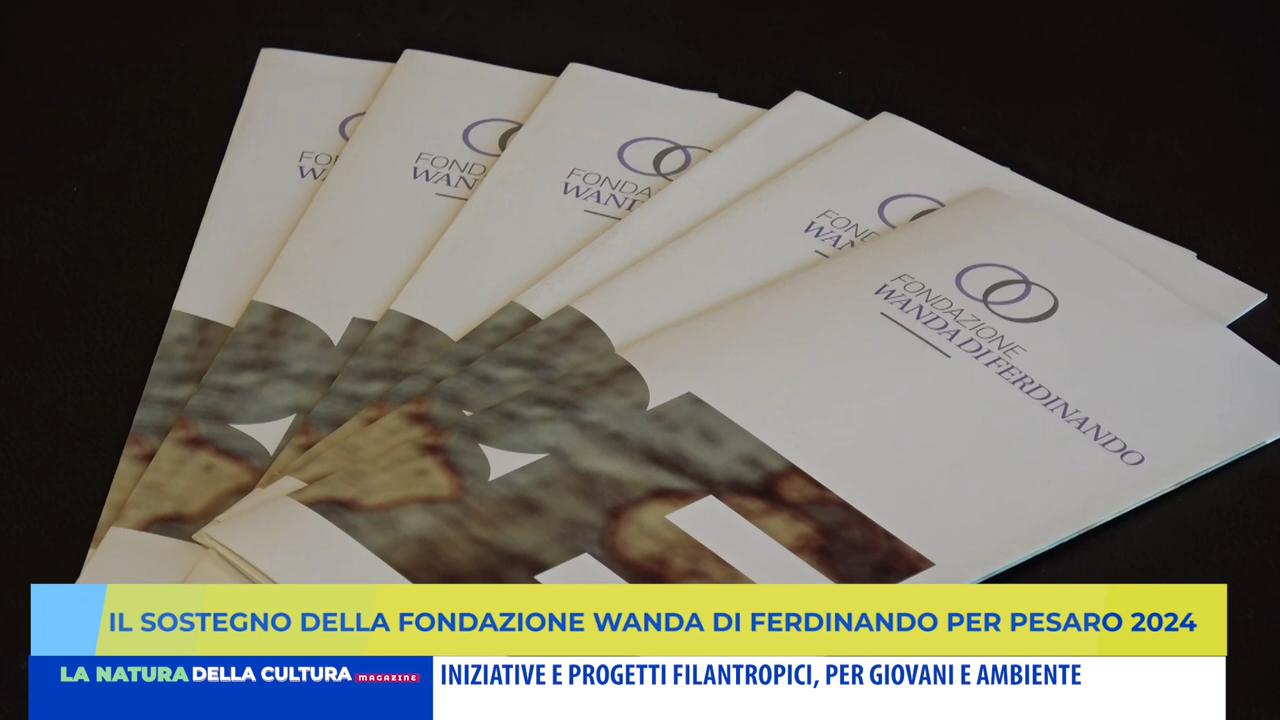 FONDAZIONE
WANDA DI FERDINANDO
IL SOSTEGNO DELLA FONDAZIONE WANDA DI FERDINANDO PER PESARO 2024
LA NATURA DELLA CULTURA MAGAZINE
INIZIATIVE E PROGETTI FILANTROPICI, PER GIOVANI E AMBIENTE